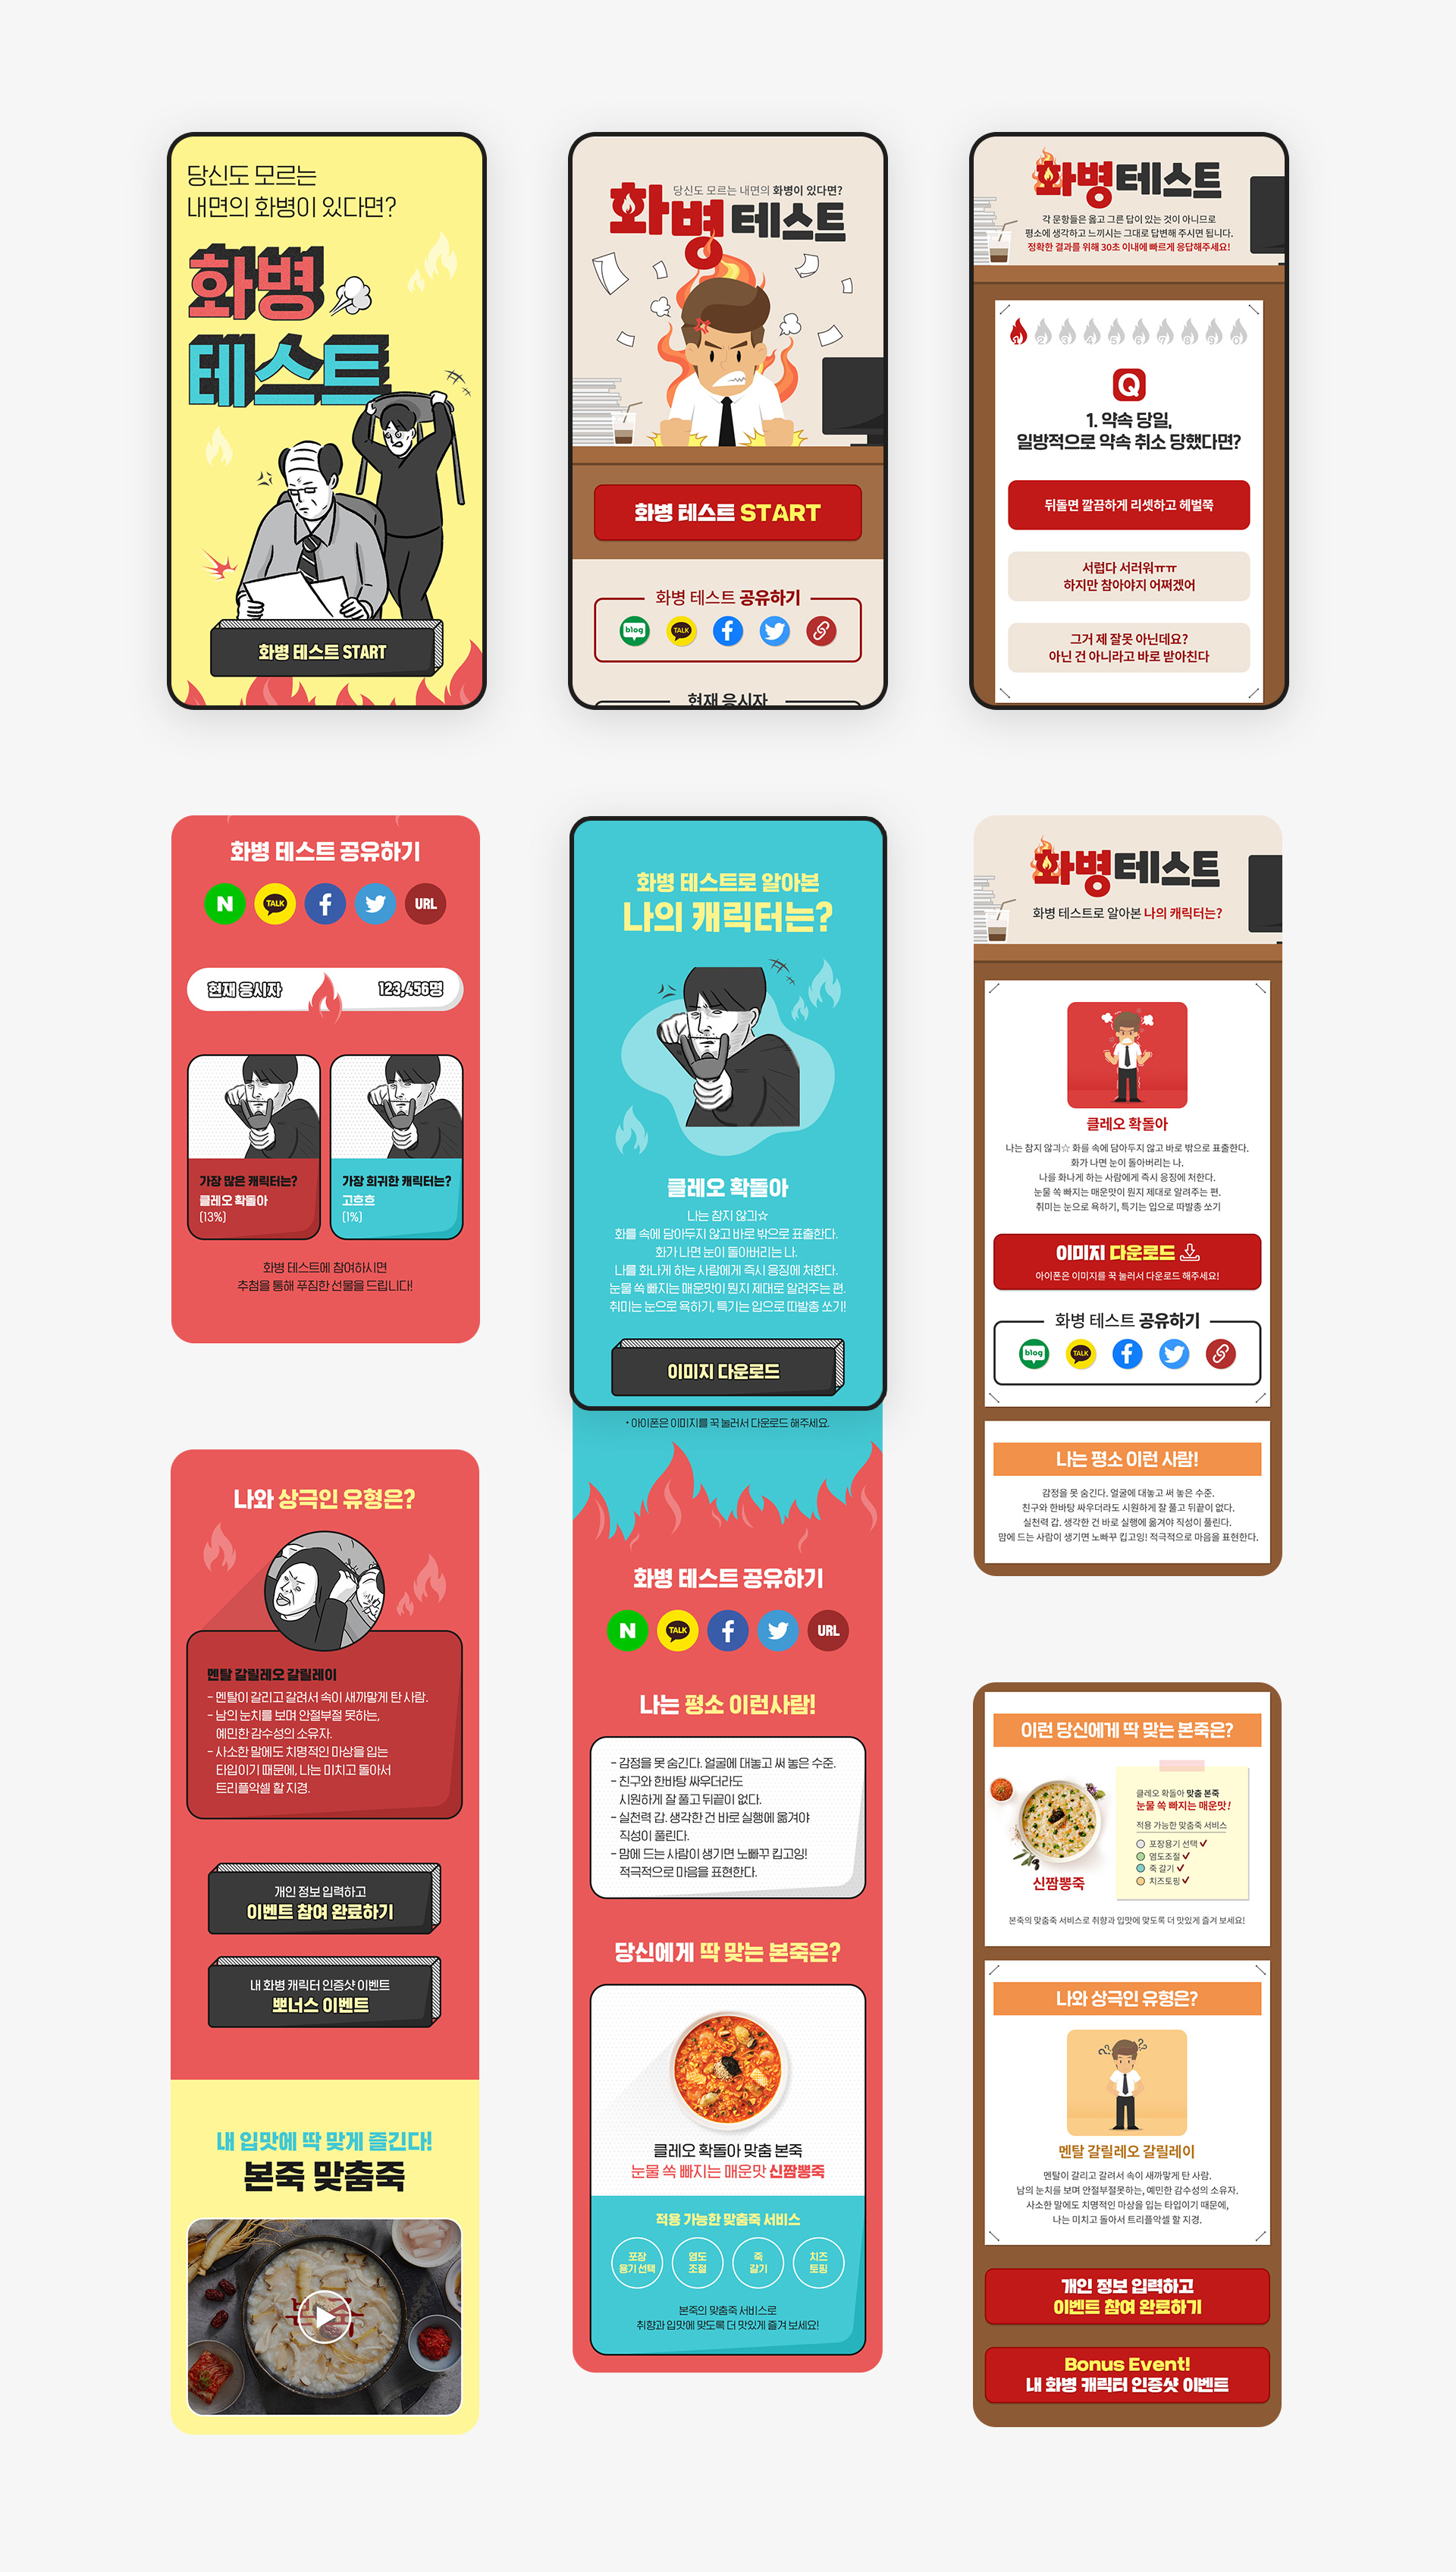 당신도 모르는
내면의 화병이 있다면?
화병
테스트
화병 테스트 START
당신도 모르는 내면의 화병이 있다면?
화병 테스트
화병 테스트 START
화병 테스트 공유하기
blog
TALK
현재 응시자
화병테스트
각 문항들은 옳고 그른 답이 있는 것이 아니므로
평소에 생각하고 느끼시는 그대로 답변해 주시면 됩니다.
정확한 결과를 위해 30초 이내에 빠르게 응답해주세요!
1 2 3 4 5 6 7 8 9 0
Q
1. 약속 당일,
일방적으로 약속 취소 당했다면?
뒤돌면 깔끔하게 리셋하고 헤벌쭉
서럽다 서러워ㅠㅠ
하지만 참아야지 어쩌겠어
그거 제 잘못 아닌데요?
아닌 건 아니라고 바로 받아친다
화병 테스트 공유하기
N
TALK
URL
현재 응시자 123,456명
가장 많은 캐릭터는?
클레오 확돌아
(13%)
가장 희귀한 캐릭터는?
고흐흐
(1%)
화병 테스트에 참여하시면
추첨을 통해 푸짐한 선물을 드립니다!
나와 상극인 유형은?
멘탈 갈릴레오 갈릴레이
- 멘탈이 갈리고 갈려서 속이 새까맣게 탄 사람.
- 남의 눈치를 보며 안절부절 못하는,
예민한 감수성의 소유자.
- 사소한 말에도 치명적인 마상을 입는
타입이기 때문에, 나는 미치고 돌아서
트리플악셀 할 지경.
개인 정보 입력하고
이벤트 참여 완료하기
내 화병 캐릭터 인증샷 이벤트
뽀너스 이벤트
내 입맛에 딱 맞게 즐긴다!
본죽 맞춤죽
본죽
화병 테스트로 알아본
나의 캐릭터는?
클레오 확돌아
나는 참지 않긔☆
화를 속에 담아두지 않고 바로 밖으로 표출한다.
화가 나면 눈이 돌아버리는 나.
나를 화나게 하는 사람에게 즉시 응징에 처한다.
눈물 쏙 빠지는 매운맛이 뭔지 제대로 알려주는 편.
취미는 눈으로 욕하기, 특기는 입으로 따발총 쏘기!
이미지 다운로드
• 아이폰은 이미지를 꾹 눌러서 다운로드 해주세요.
화병 테스트 공유하기
N
TALK
URL
나는 평소 이런사람!
- 감정을 못 숨긴다. 얼굴에 대놓고 써 놓은 수준.
- 친구와 한바탕 싸우더라도
시원하게 잘 풀고 뒤끝이 없다.
- 실천력 갑. 생각한 건 바로 실행에 옮겨야
직성이 풀린다.
- 맘에 드는 사람이 생기면 노빠꾸 킵고잉!
적극적으로 마음을 표현한다.
당신에게 딱 맞는 본죽은?
클레오 확돌아 맞춤 본죽
눈물 쏙 빠지는 매운맛 신짬뽕죽
적용 가능한 맞춤죽 서비스
포장
용기 선택
염도
조절
죽
갈기
치즈
토핑
본죽의 맞춤죽 서비스로
취향과 입맛에 맞도록 더 맛있게 즐겨 보세요!
화병테스트
화병 테스트로 알아본 나의 캐릭터는?
클레오 확돌아
나는 참지 않긔☆ 화를 속에 담아두지 않고 바로 밖으로 표출한다.
화가 나면 눈이 돌아버리는 나.
나를 화나게 하는 사람에게 즉시 응징에 처한다.
눈물 쏙 빠지는 매운맛이 뭔지 제대로 알려주는 편.
취미는 눈으로 욕하기, 특기는 입으로 따발총 쏘기
이미지 다운로드
아이폰은 이미지를 꾹 눌러서 다운로드 해주세요!
화병 테스트 공유하기
blog
TALK
나는 평소 이런 사람!
감정을 못 숨긴다. 얼굴에 대놓고 써 놓은 수준.
친구와 한바탕 싸우더라도 시원하게 잘 풀고 뒤끝이 없다.
실천력 갑. 생각한 건 바로 실행에 옮겨야 직성이 풀린다.
맘에 드는 사람이 생기면 노빠꾸 킵고잉! 적극적으로 마음을 표현한다.
이런 당신에게 딱 맞는 본죽은?
신짬뽕죽
클레오 확돌아 맞춤 본죽
눈물 쏙 빠지는 매운맛!
적용 가능한 맞춤죽 서비스
포장용기 선택
염도조절
죽 갈기
치즈토핑
본죽의 맞춤죽 서비스로 취향과 입맛에 맞도록 더 맛있게 즐겨 보세요!
나와 상극인 유형은?
멘탈 갈릴레오 갈릴레이
멘탈이 갈리고 갈려서 속이 새까맣게 탄 사람.
남의 눈치를 보며 안절부절못하는, 예민한 감수성의 소유자.
사소한 말에도 치명적인 마상을 입는 타입이기 때문에,
나는 미치고 돌아서 트리플악셀 할 지경.
개인 정보 입력하고
이벤트 참여 완료하기
Bonus Event!
내 화병 캐릭터 인증샷 이벤트